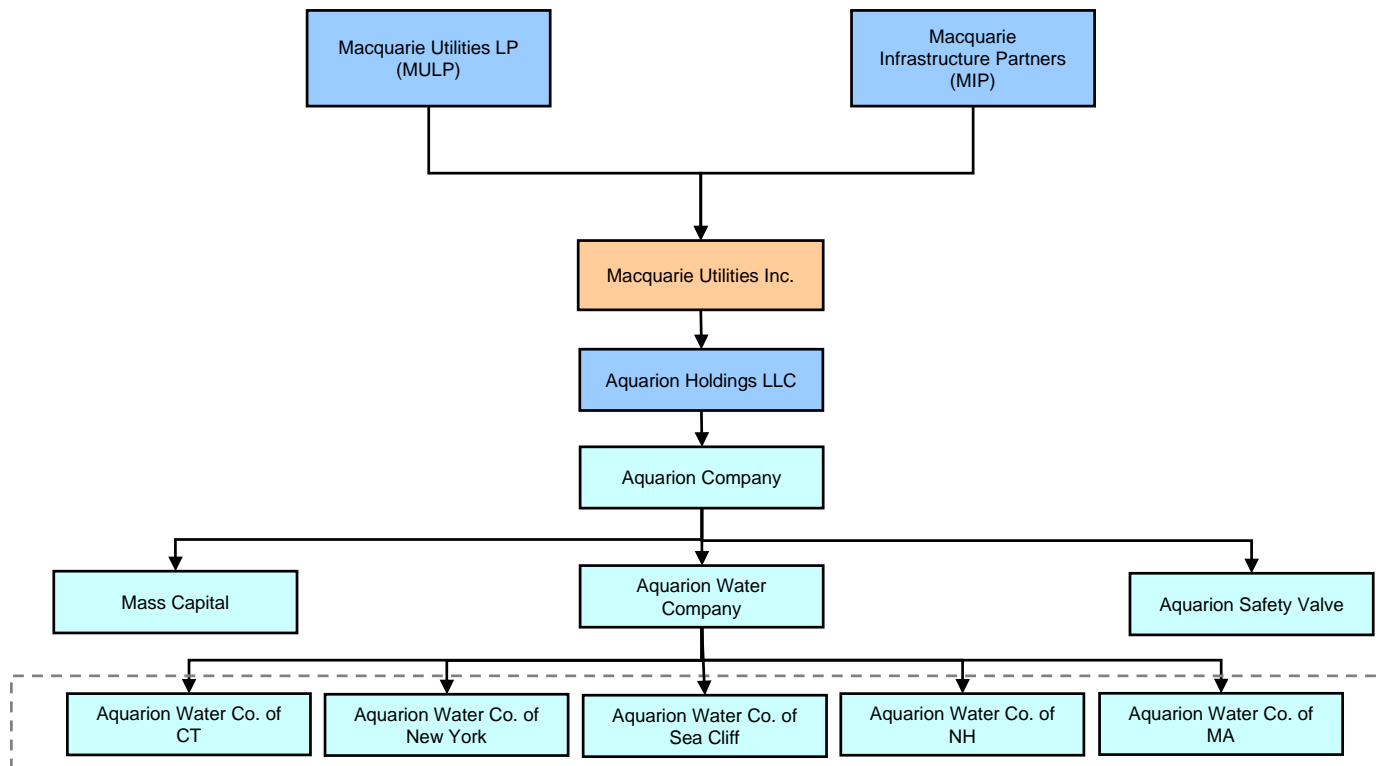 Macquarie Utilities LP
(MULP)
Macquarie
Infrastructure Partners
(MIP)
Macquarie Utilities Inc.
Aquarion Holdings LLC
Aquarion Company
Mass Capital
Aquarion Water
Company
Aquarion Safety Valve
Aquarion Water Co. of
CT
Aquarion Water Co. of
New York
Aquarion Water Co. of
Sea Cliff
Aquarion Water Co. of
NH
Aquarion Water Co. of
MA